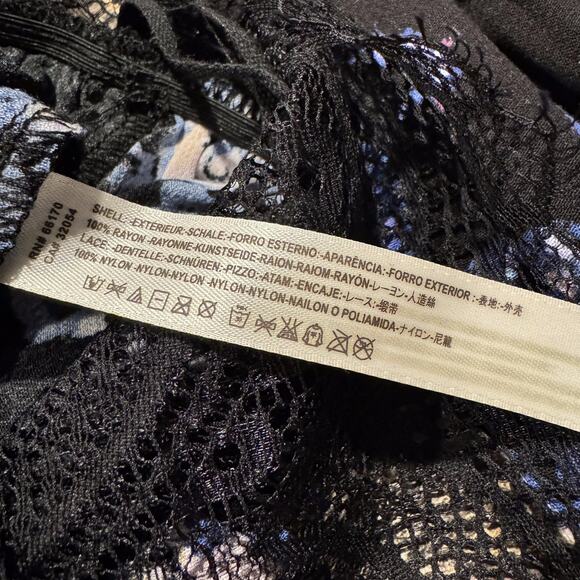 RN# 66170
CA# 32054
SHELL:-EXTERIEUR-SCHALE:-FORRO ESTERNO:-APARÊNCIA:-FORRO EXTERIOR:-表地:-外壳
100% RAYON-RAYONNE-KUNSTSEIDE-RAION-RAIOM-RAYÓN-レーヨン-人造絲
LACE:-DENTELLE-SCHNÜREN:-PIZZO:-ATAM:-ENCAJE:-レース:-緞帯
100% NYLON-NYLON-NYLON -NYLON-NYLON-NAILON O POLIAMIDA-ナイロン-尼龍